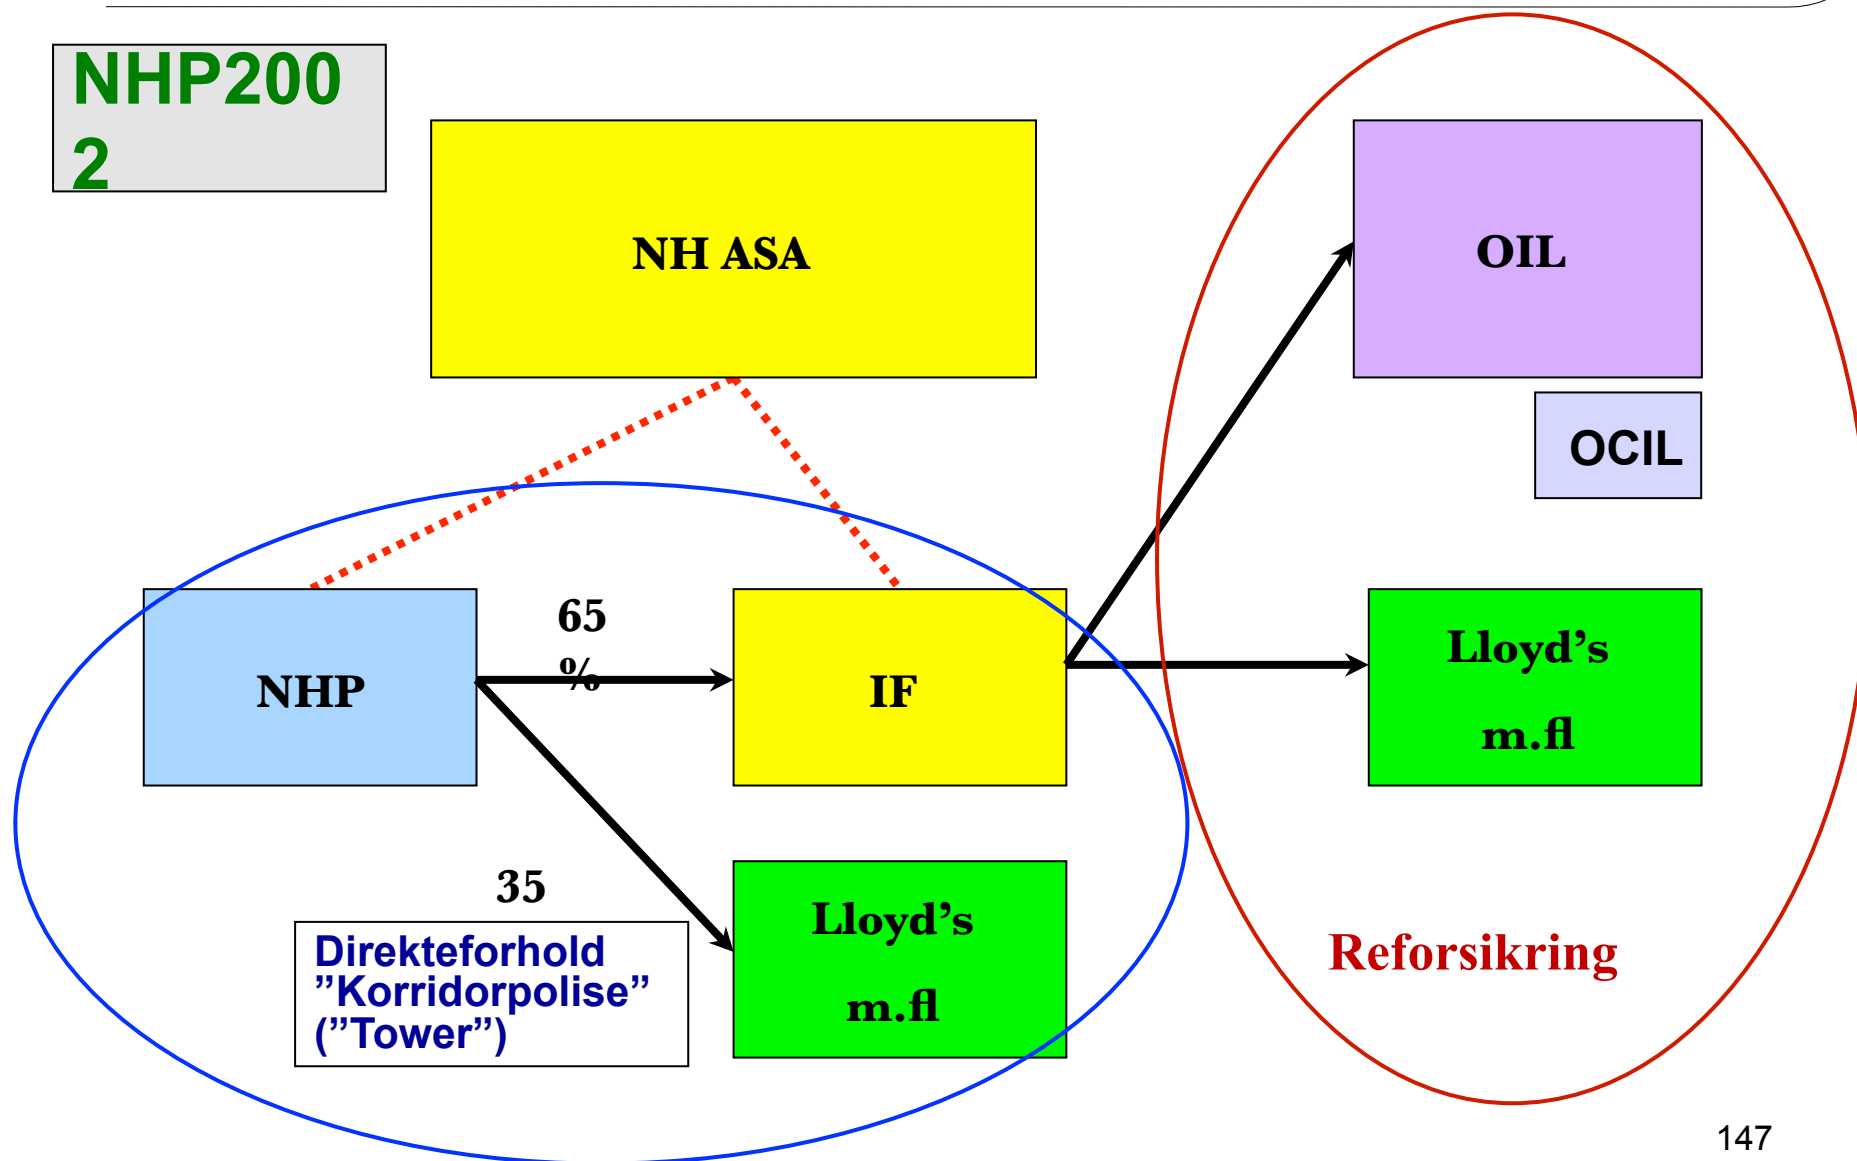 NHP200
2
NH ASA
OIL
OCIL
65
%
NHP
IF
Lloyd’s
m.fl
35
Direkteforhold
”Korridorpolise”
(”Tower”)
Lloyd’s
m.fl
Reforsikring
147